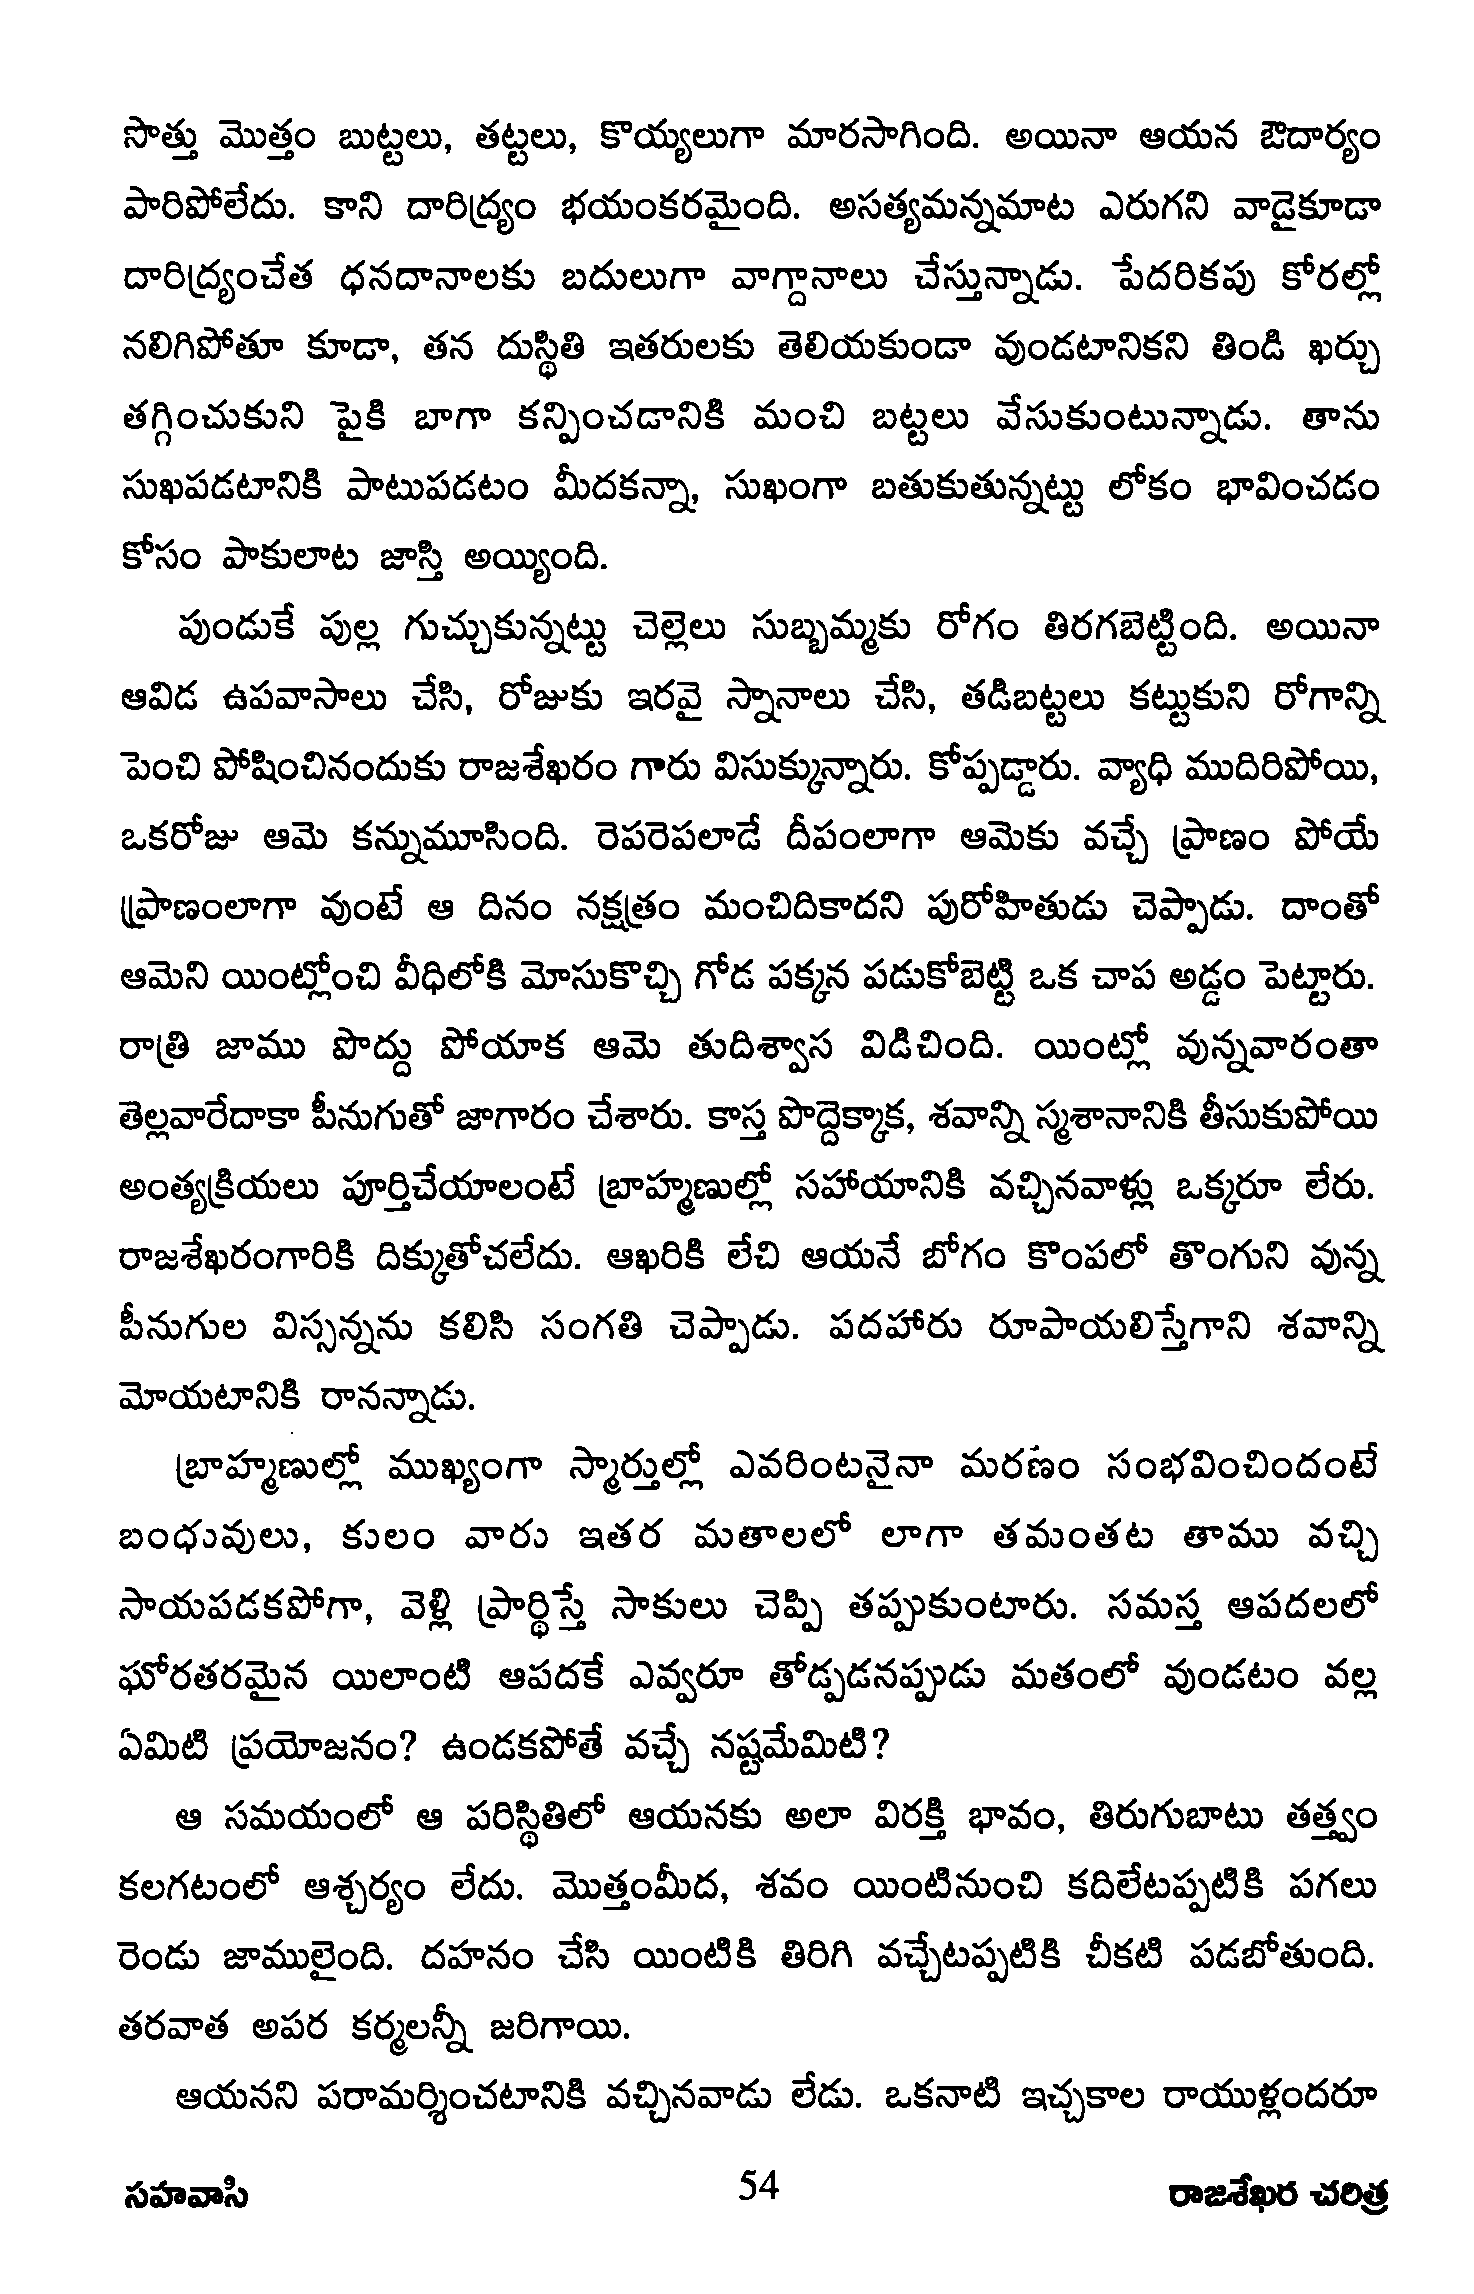 సొత్తు మొత్తం బుట్టలు, తట్టలు, కొయ్యలుగా మారసాగింది. అయినా ఆయన ఔదార్యం
పారిపోలేదు. కాని దారిద్ర్యం భయంకరమైంది. అసత్యమన్నమాట ఎరుగని వాడైకూడా
దారిద్ర్యంచేత ధనదానాలకు బదులుగా వాగ్దానాలు చేస్తున్నాడు. పేదరికపు కోరల్లో
నలిగిపోతూ కూడా, తన దుస్థితి ఇతరులకు తెలియకుండా వుండటానికని తిండి ఖర్చు
తగ్గించుకుని పైకి బాగా కన్పించడానికి మంచి బట్టలు వేసుకుంటున్నాడు. తాను
సుఖపడటానికి పాటుపడటం మీదకన్నా, సుఖంగా బతుకుతున్నట్టు లోకం భావించడం
కోసం పాకులాట జాస్తి అయ్యింది.
పుండుకే పుల్ల గుచ్చుకున్నట్టు చెల్లెలు సుబ్బమ్మకు రోగం తిరగబెట్టింది. అయినా
ఆవిడ ఉపవాసాలు చేసి, రోజుకు ఇరవై స్నానాలు చేసి, తడిబట్టలు కట్టుకుని రోగాన్ని
పెంచి పోషించినందుకు రాజశేఖరం గారు విసుక్కున్నారు. కోప్పడ్డారు. వ్యాధి ముదిరిపోయి,
ఒకరోజు ఆమె కన్నుమూసింది. రెపరెపలాడే దీపంలాగా ఆమెకు వచ్చే ప్రాణం పోయే
ప్రాణంలాగా వుంటే ఆ దినం నక్షత్రం మంచిదికాదని పురోహితుడు చెప్పాడు. దాంతో
ఆమెని యింట్లోంచి వీధిలోకి మోసుకొచ్చి గోడ పక్కన పడుకోబెట్టి ఒక చాప అడ్డం పెట్టారు.
రాత్రి జాము పొద్దు పోయాక ఆమె తుదిశ్వాస విడిచింది. యింట్లో వున్నవారంతా
తెల్లవారేదాకా పీనుగుతో జాగారం చేశారు. కాస్త పొద్దెక్కాక, శవాన్ని స్మశానానికి తీసుకుపోయి
అంత్యక్రియలు పూర్తిచేయాలంటే బ్రాహ్మణుల్లో సహాయానికి వచ్చినవాళ్లు ఒక్కరూ లేరు.
రాజశేఖరంగారికి దిక్కుతోచలేదు. ఆఖరికి లేచి ఆయనే బోగం కొంపలో తొంగుని వున్న
పీనుగుల విస్సన్నను కలిసి సంగతి చెప్పాడు. పదహారు రూపాయలిస్తేగాని శవాన్ని
మోయటానికి రానన్నాడు.
బ్రాహ్మణుల్లో ముఖ్యంగా స్మార్తుల్లో ఎవరింటనైనా మరణం సంభవించిందంటే
బంధువులు, కులం వారు ఇతర మతాలలో లాగా తమంతట తాము వచ్చి
సాయపడకపోగా, వెళ్లి ప్రార్థిస్తే సాకులు చెప్పి తప్పుకుంటారు. సమస్త ఆపదలలో
ఘోరతరమైన యిలాంటి ఆపదకే ఎవ్వరూ తోడ్పడనప్పుడు మతంలో వుండటం వల్ల
ఏమిటి ప్రయోజనం? ఉండకపోతే వచ్చే నష్టమేమిటి?
ఆ సమయంలో ఆ పరిస్థితిలో ఆయనకు అలా విరక్తి భావం, తిరుగుబాటు తత్త్వం
కలగటంలో ఆశ్చర్యం లేదు. మొత్తంమీద, శవం యింటినుంచి కదిలేటప్పటికి పగలు
రెండు జాములైంది. దహనం చేసి యింటికి తిరిగి వచ్చేటప్పటికి చీకటి పడబోతుంది.
తరవాత అపర కర్మలన్నీ జరిగాయి.
ఆయనని పరామర్శించటానికి వచ్చినవాడు లేడు. ఒకనాటి ఇచ్చకాల రాయుళ్లందరూ
సహవాసి 54 రాజశేఖర చరిత్ర